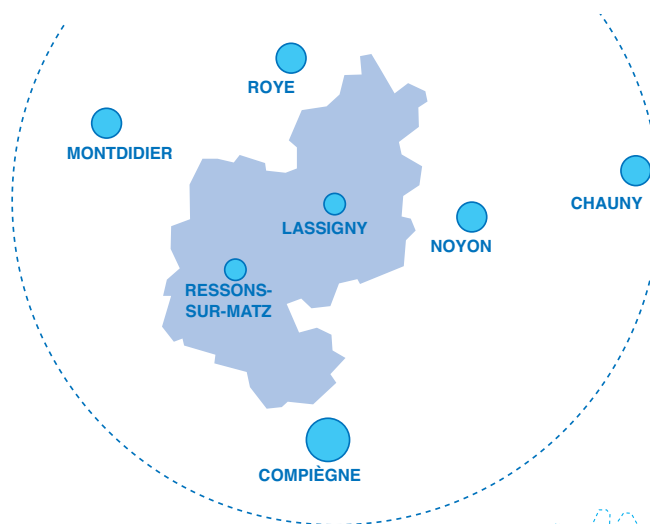 ROYE
MONTDIDIER
CHAUNY
LASSIGNY
NOYON
RESSONS-
SUR-MATZ
COMPIÈGNE